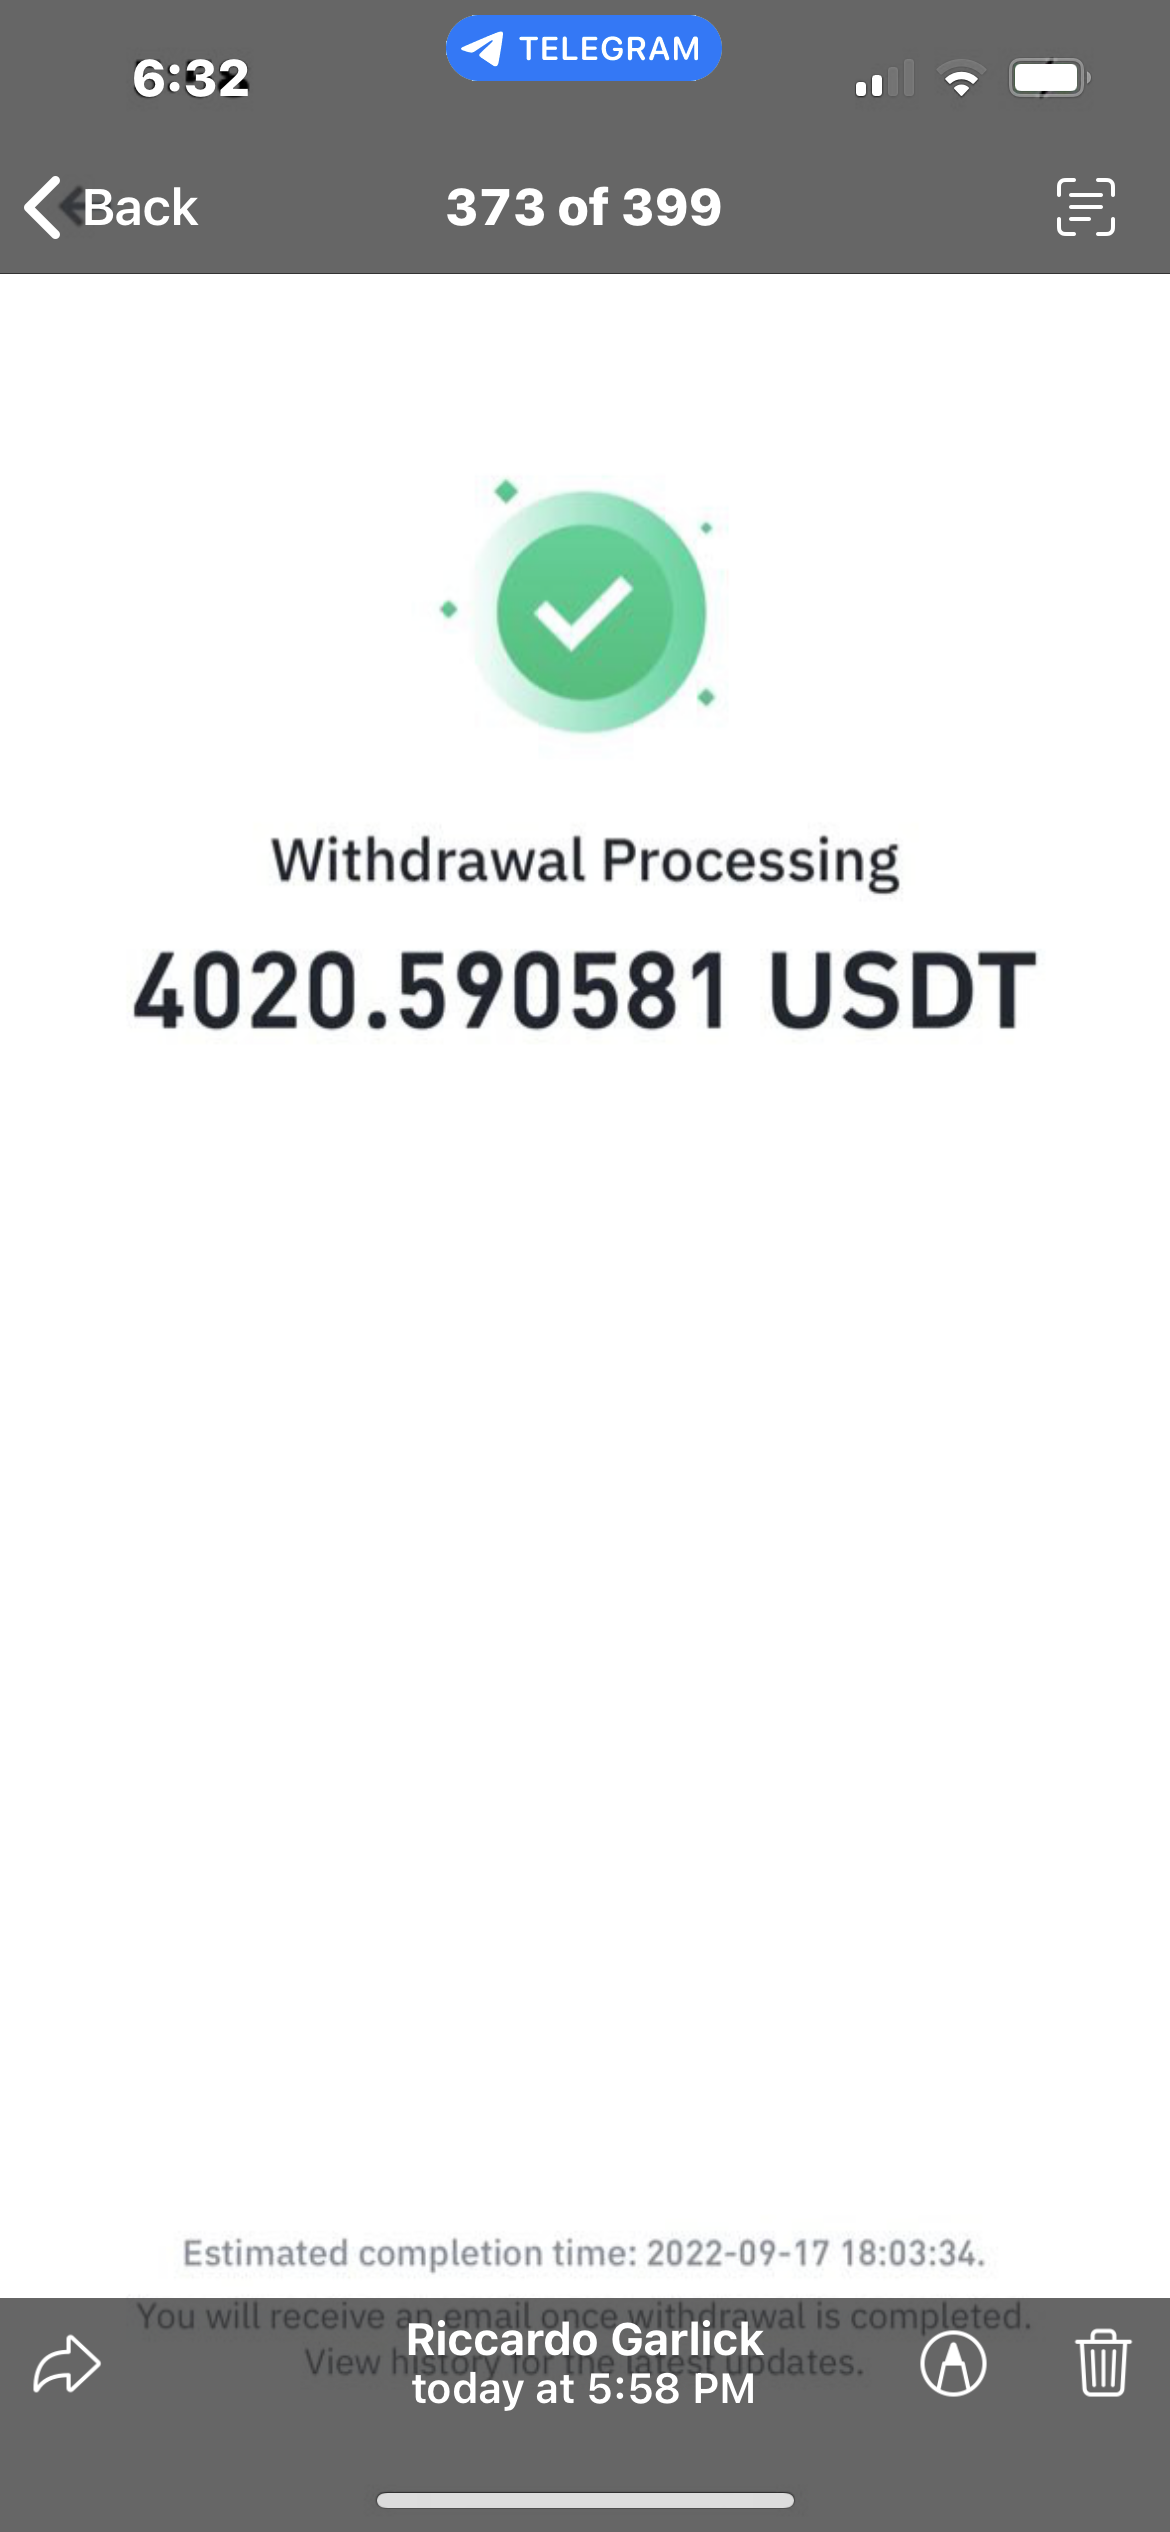 TELEGRAM
6:32
Back
373 of 399
Withdrawal Processing
4020.590581 USDT
Estimated completion time: 2022-09-17 18:03:34.
You will receive an email once withdrawal is completed.
Riccardo Garlick
View history for the latest updates.
today at 5:58 PM